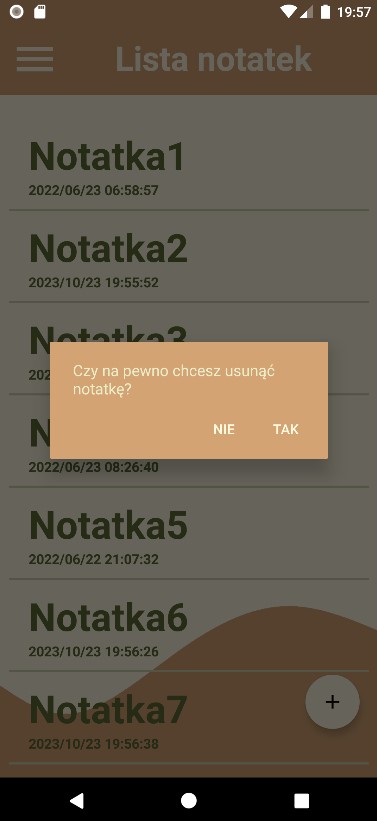 19:57
Lista notatek
Notatka1
2022/06/23 06:58:57
Notatka2
2023/10/23 19:55:52
Notatka3
202
Czy na pewno chcesz usunąć
notatkę?
NIE TAK
N
2022/06/23 08:26:40
Notatka5
2022/06/22 21:07:32
Notatka6
2023/10/23 19:56:26
Notatka7
2023/10/23 19:56:38
+